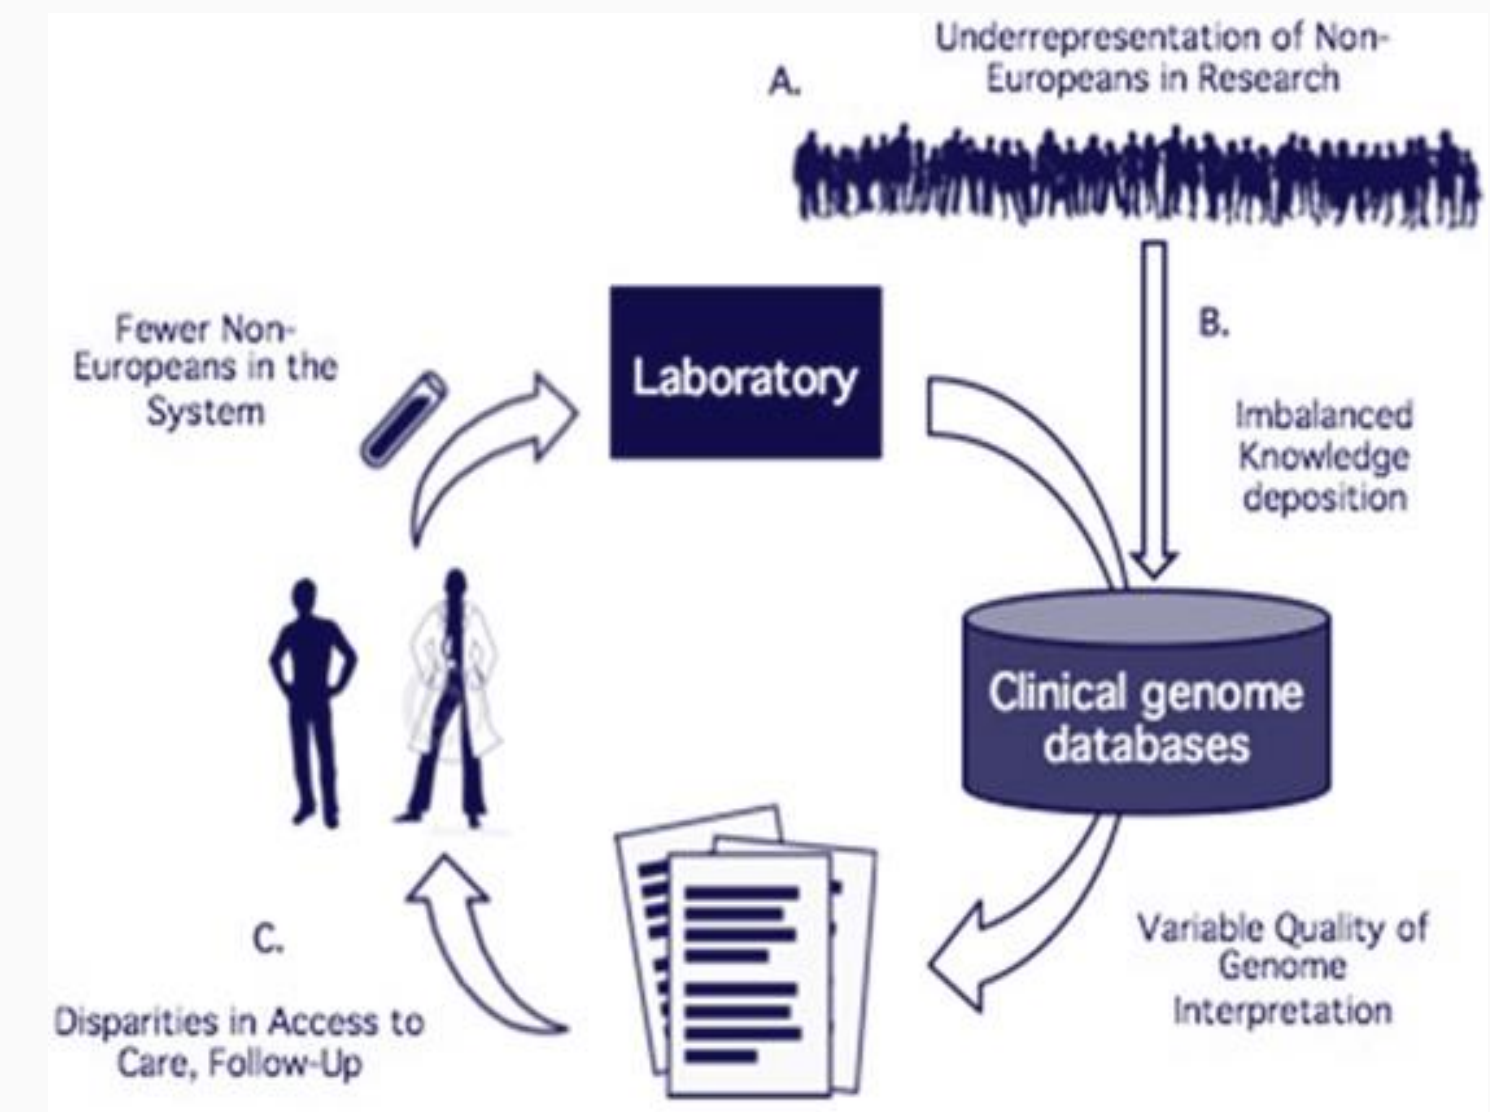 Underrepresentation of Non-
Europeans in Research
A.
B.
Imbalanced
Knowledge
deposition
Fewer Non-
Europeans in the
System
Laboratory
Clinical genome
databases
Variable Quality of
Genome
Interpretation
C.
Disparities in Access to
Care, Follow-Up